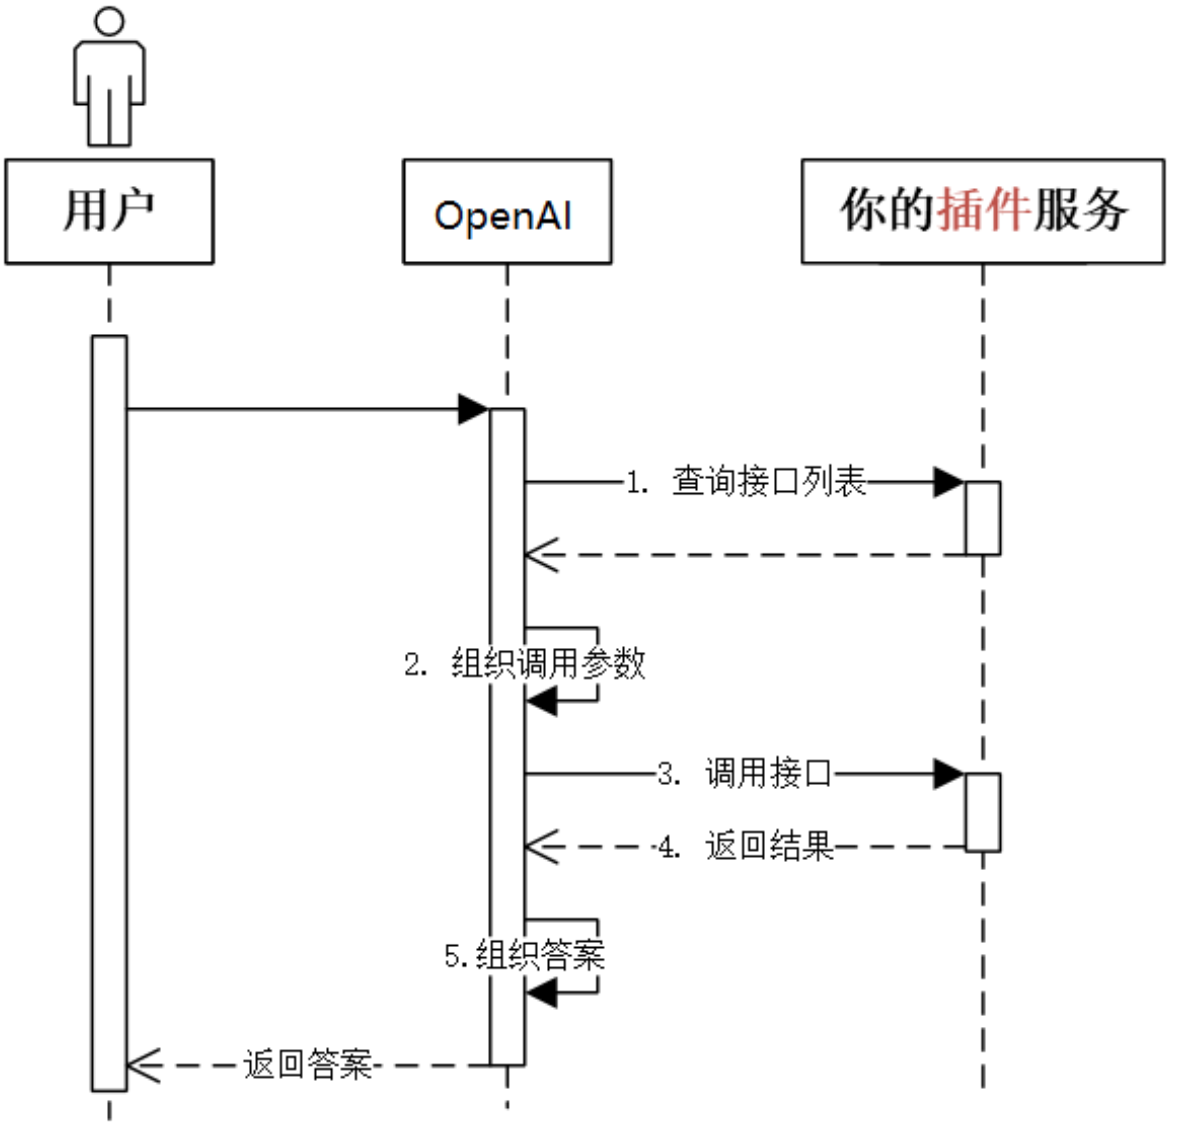 用户
OpenAI
你的插件服务
1. 查询接口列表
2. 组织调用参数
3. 调用接口
4. 返回结果
5.组织答案
返回答案